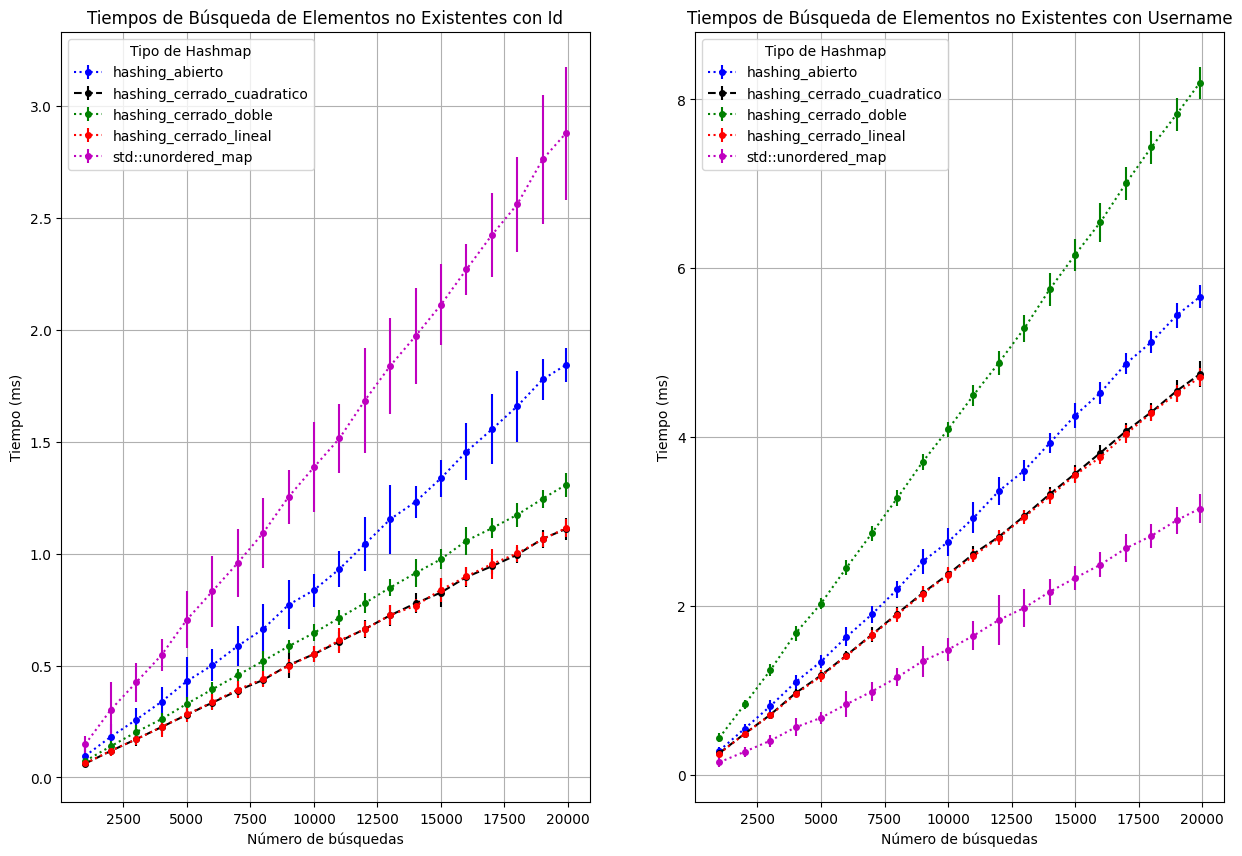 Tiempos de Búsqueda de Elementos no Existentes con Id
Tipo de Hashmap
hashing_abierto
hashing_cerrado_cuadratico
hashing_cerrado_doble
hashing_cerrado_lineal
std::unordered_map
3.0
2.5
2.0
1.5
1.0
0.5
0.0
Tiempo (ms)
2500 5000 7500 10000 12500 15000 17500 20000
Número de búsquedas
Tiempos de Búsqueda de Elementos no Existentes con Username
Tipo de Hashmap
hashing_abierto
hashing_cerrado_cuadratico
hashing_cerrado_doble
hashing_cerrado_lineal
std::unordered_map
8
6
4
2
0
Tiempo (ms)
2500 5000 7500 10000 12500 15000 17500 20000
Número de búsquedas